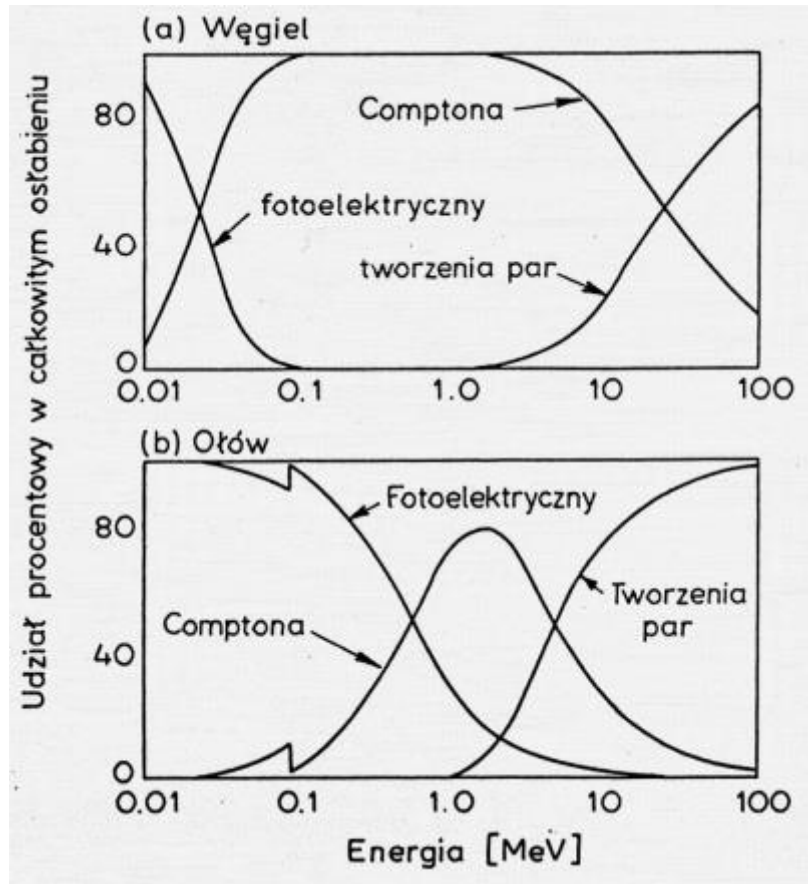 Udział procentowy w całkowitym osłabieniu
(a) Węgiel
80
40
0
Comptona
fotoelektryczny
tworzenia par
0.01 0.1 1.0 10 100
(b) Ołów
80
40
0
Fotoelektryczny
Comptona
Tworzenia
par
0.01 0.1 1.0 10 100
Energia [MeV]